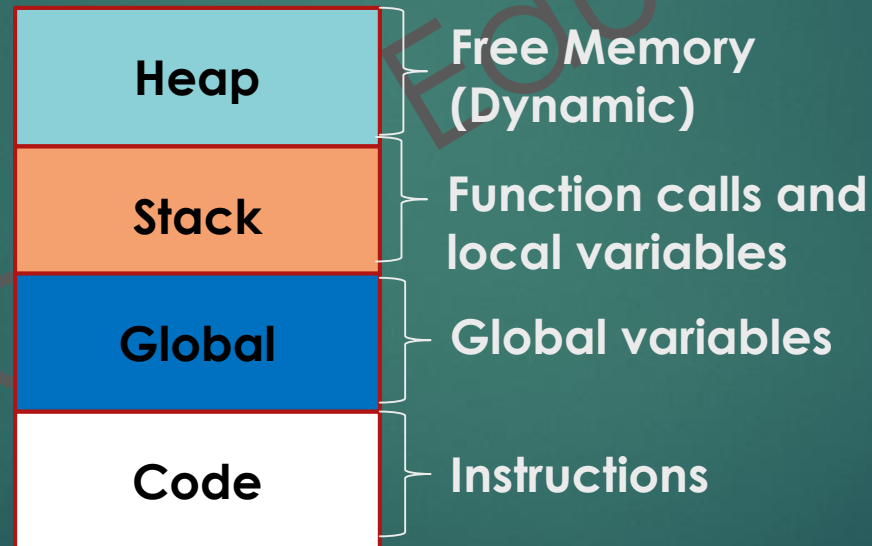 Heap
Free Memory
(Dynamic)
Stack
Function calls and
local variables
Global
Global variables
Code
Instructions